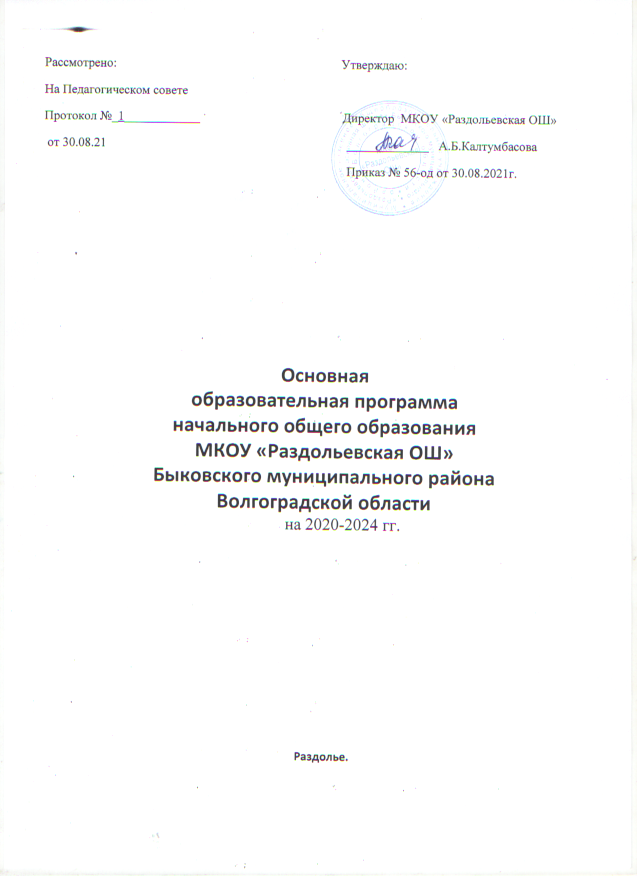 Рассмотрено:
На Педагогическом совете
Протокол № 1
от 30.08.21
Утверждаю:
Директор МКОУ «Раздольевская ОШ»
А.Б.Калтумбасова
Приказ № 56-од от 30.08.2021г.
Основная
образовательная программа
начального общего образования
МКОУ «Раздольевская ОШ»
Быковского муниципального района
Волгоградской области
на 2020-2024 гг.
Раздолье.